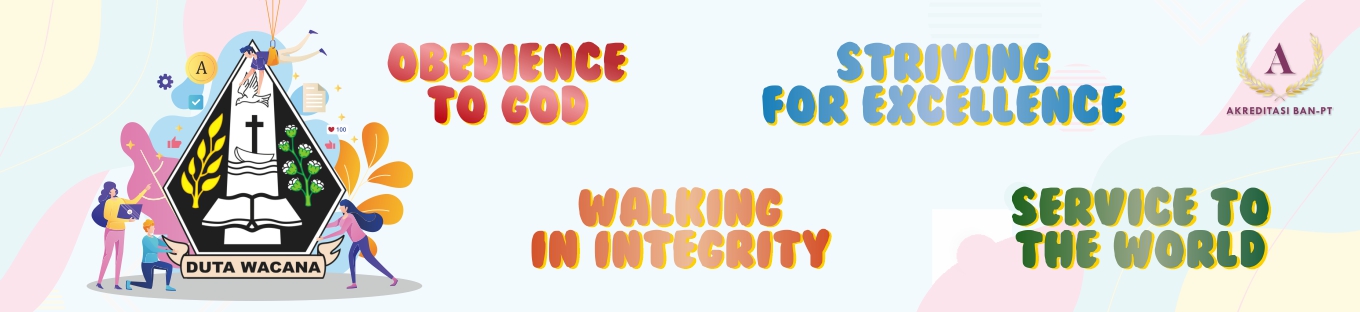 A
100
DUTA WACANA
OBEDIENCE
TO GOD
STRIVING
FOR EXCELLENCE
WALKING
IN INTEGRITY
SERVICE TO
THE WORLD
A
AKREDITASI BAN-PT